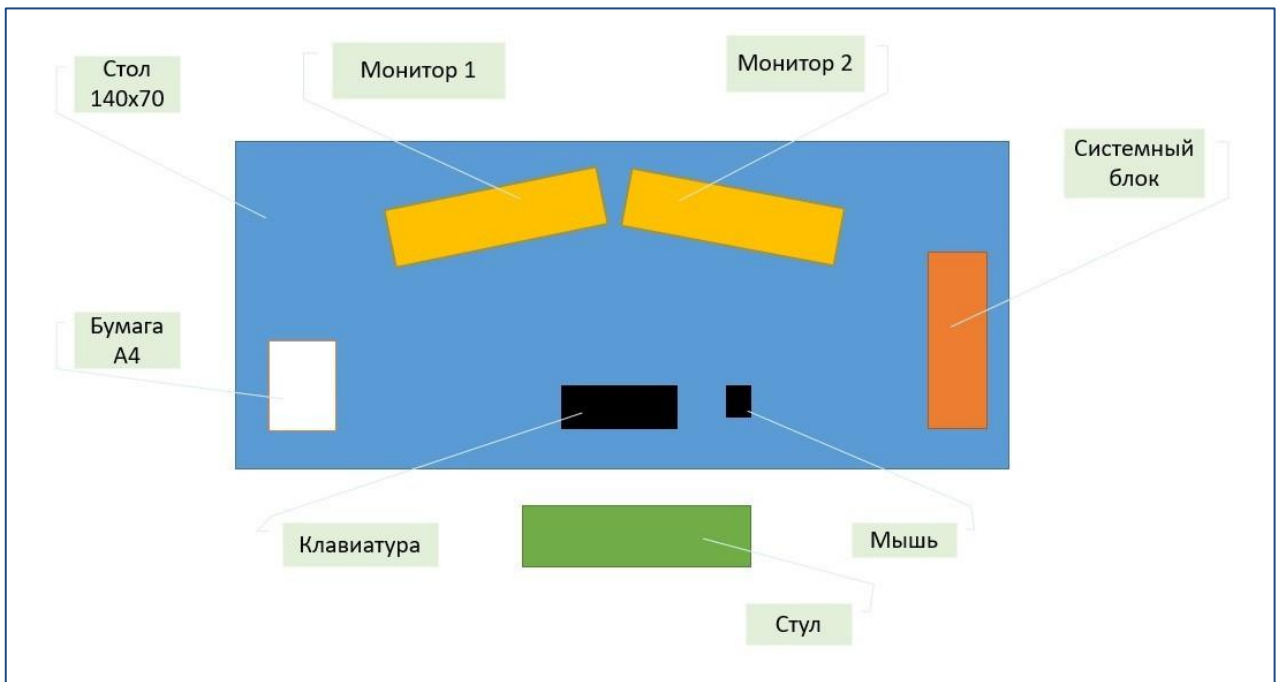 Стол
140х70
Монитор 1
Монитор 2
Системный
блок
Бумага
А4
Клавиатура
Мышь
Стул